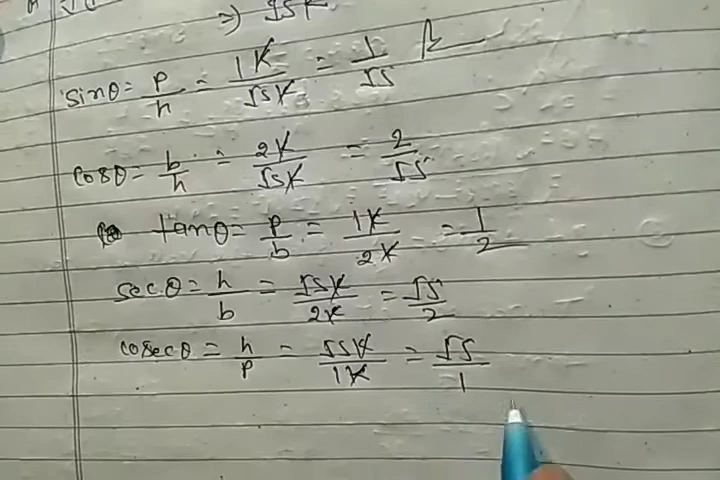 ⇒ √5K
sinθ = P/h = 1K/√5K = 1/√5
cosθ = b/h = 2K/√5K = 2/√5
tanθ = P/b = 1K/2K = 1/2
secθ = h/b = √5K/2K = √5/2
cosecθ = h/P = √5K/1K = √5/1